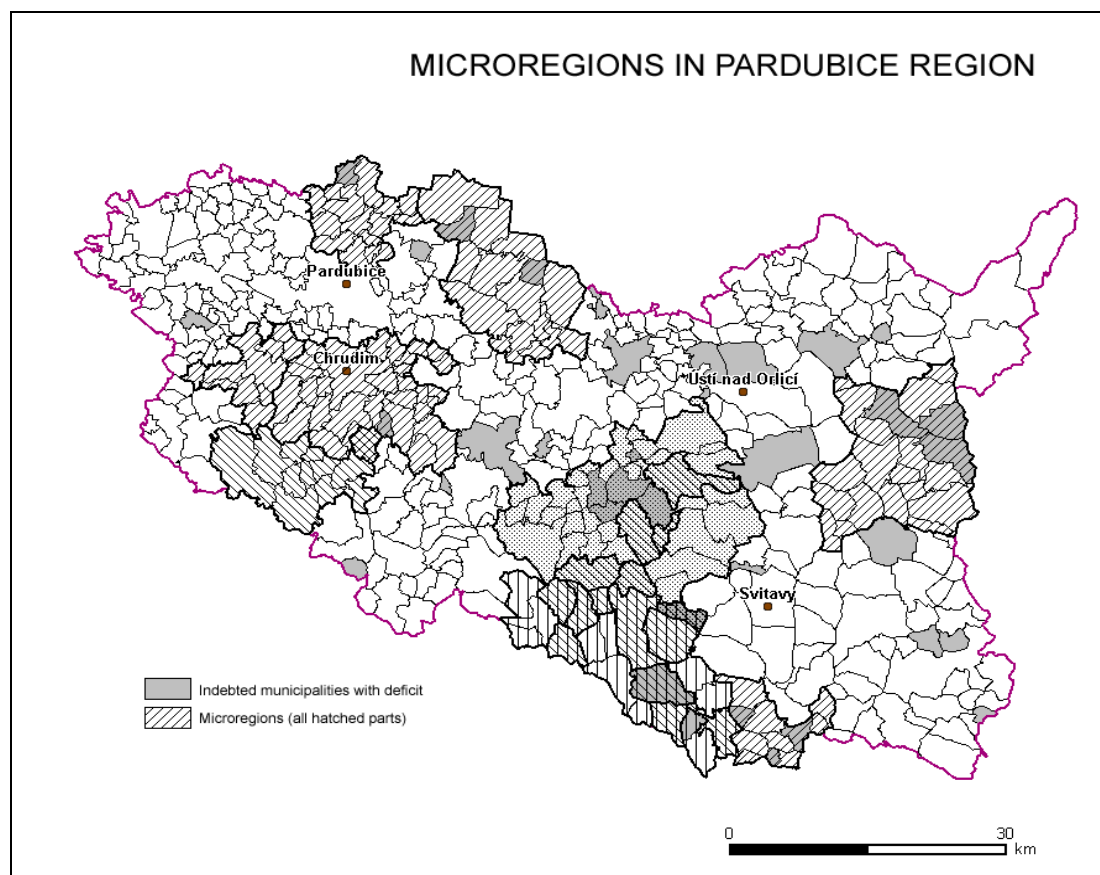 MICROREGIONS IN PARDUBICE REGION
Pardubice
Chrudim
Ústí nad Orlicí
Svitavy
Indebted municipalities with deficit
Microregions (all hatched parts)
0 30
km